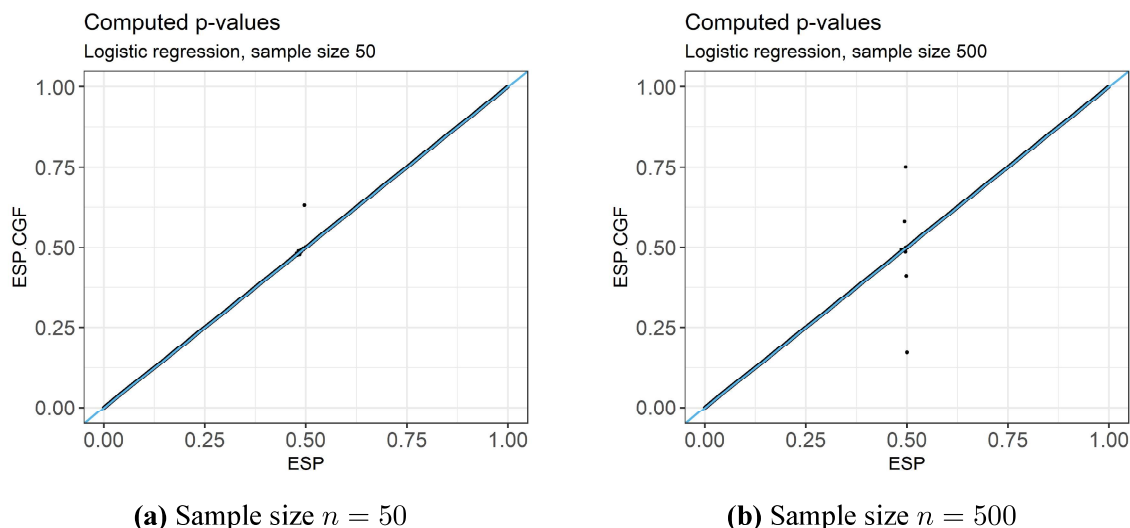 Computed p-values
Logistic regression, sample size 50
1.00
0.75
0.50
0.25
0.00
ESP.CGF
0.00 0.25 0.50 0.75 1.00
ESP
(a) Sample size n = 50
Computed p-values
Logistic regression, sample size 500
1.00
0.75
0.50
0.25
0.00
ESP.CGF
0.00 0.25 0.50 0.75 1.00
ESP
(b) Sample size n = 500